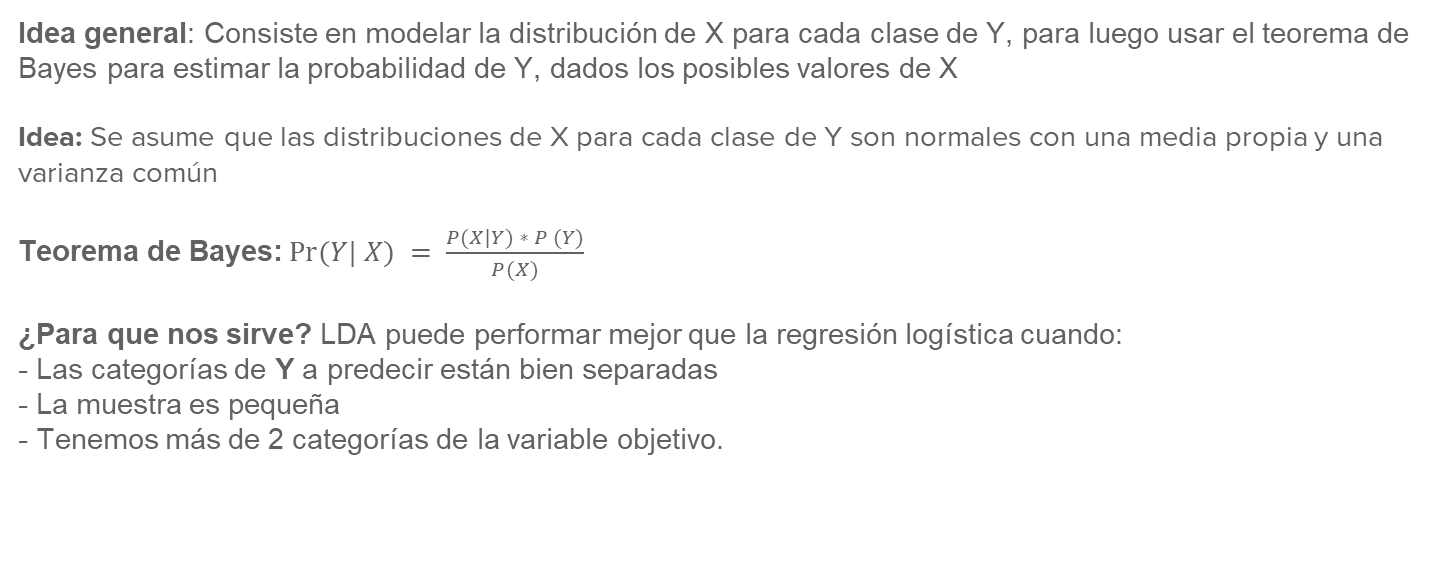 Idea general: Consiste en modelar la distribución de X para cada clase de Y, para luego usar el teorema de
Bayes para estimar la probabilidad de Y, dados los posibles valores de X
Idea: Se asume que las distribuciones de X para cada clase de Y son normales con una media propia y una
varianza común
Teorema de Bayes: Pr(Y| X) = P(X|Y) * P (Y) / P(X)
¿Para que nos sirve? LDA puede performar mejor que la regresión logística cuando:
- Las categorías de Y a predecir están bien separadas
- La muestra es pequeña
- Tenemos más de 2 categorías de la variable objetivo.